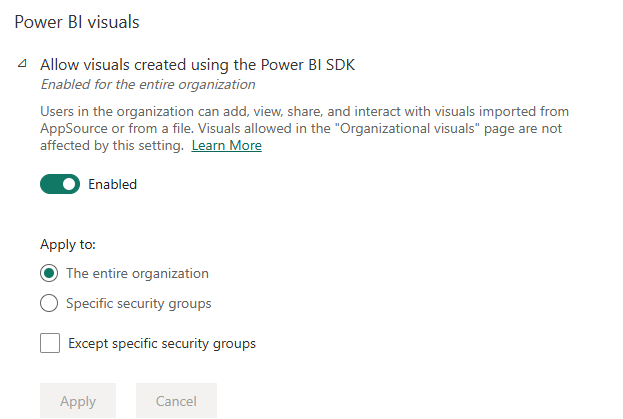 Power BI visuals
Allow visuals created using the Power BI SDK
Enabled for the entire organization
Users in the organization can add, view, share, and interact with visuals imported from
AppSource or from a file. Visuals allowed in the "Organizational visuals" page are not
affected by this setting. Learn More
Enabled
Apply to:
The entire organization
Specific security groups
Except specific security groups
Apply Cancel